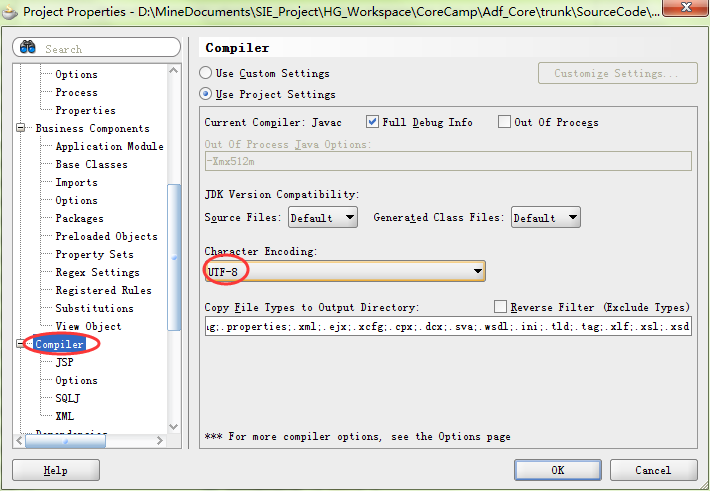 Project Properties - D:\MineDocuments\SIE_Project\HG_Workspace\CoreCamp\Adf_Core\trunk\SourceCode\...
Search
Options
Process
Properties
Business Components
Application Module
Base Classes
Imports
Options
Packages
Preloaded Objects
Property Sets
Regex Settings
Registered Rules
Substitutions
View Object
Compiler
JSP
Options
SQLJ
XML
Dependencies
Compiler
Use Custom Settings
Customize Settings...
Use Project Settings
Current Compiler: Javac
Full Debug Info
Out Of Process
Out Of Process Java Options:
-Xmx512m
JDK Version Compatibility:
Source Files: Default
Generated Class Files: Default
Character Encoding:
UTF-8
Copy File Types to Output Directory:
Reverse Filter (Exclude Types)
ng;.properties;.xml;.ejx;.xcfg;.cpx;.dcx;.sva;.wsdl;.ini;.tld;.tag;.xlf;.xsl;.xsd
*** For more compiler options, see the Options page
Help
OK
Cancel